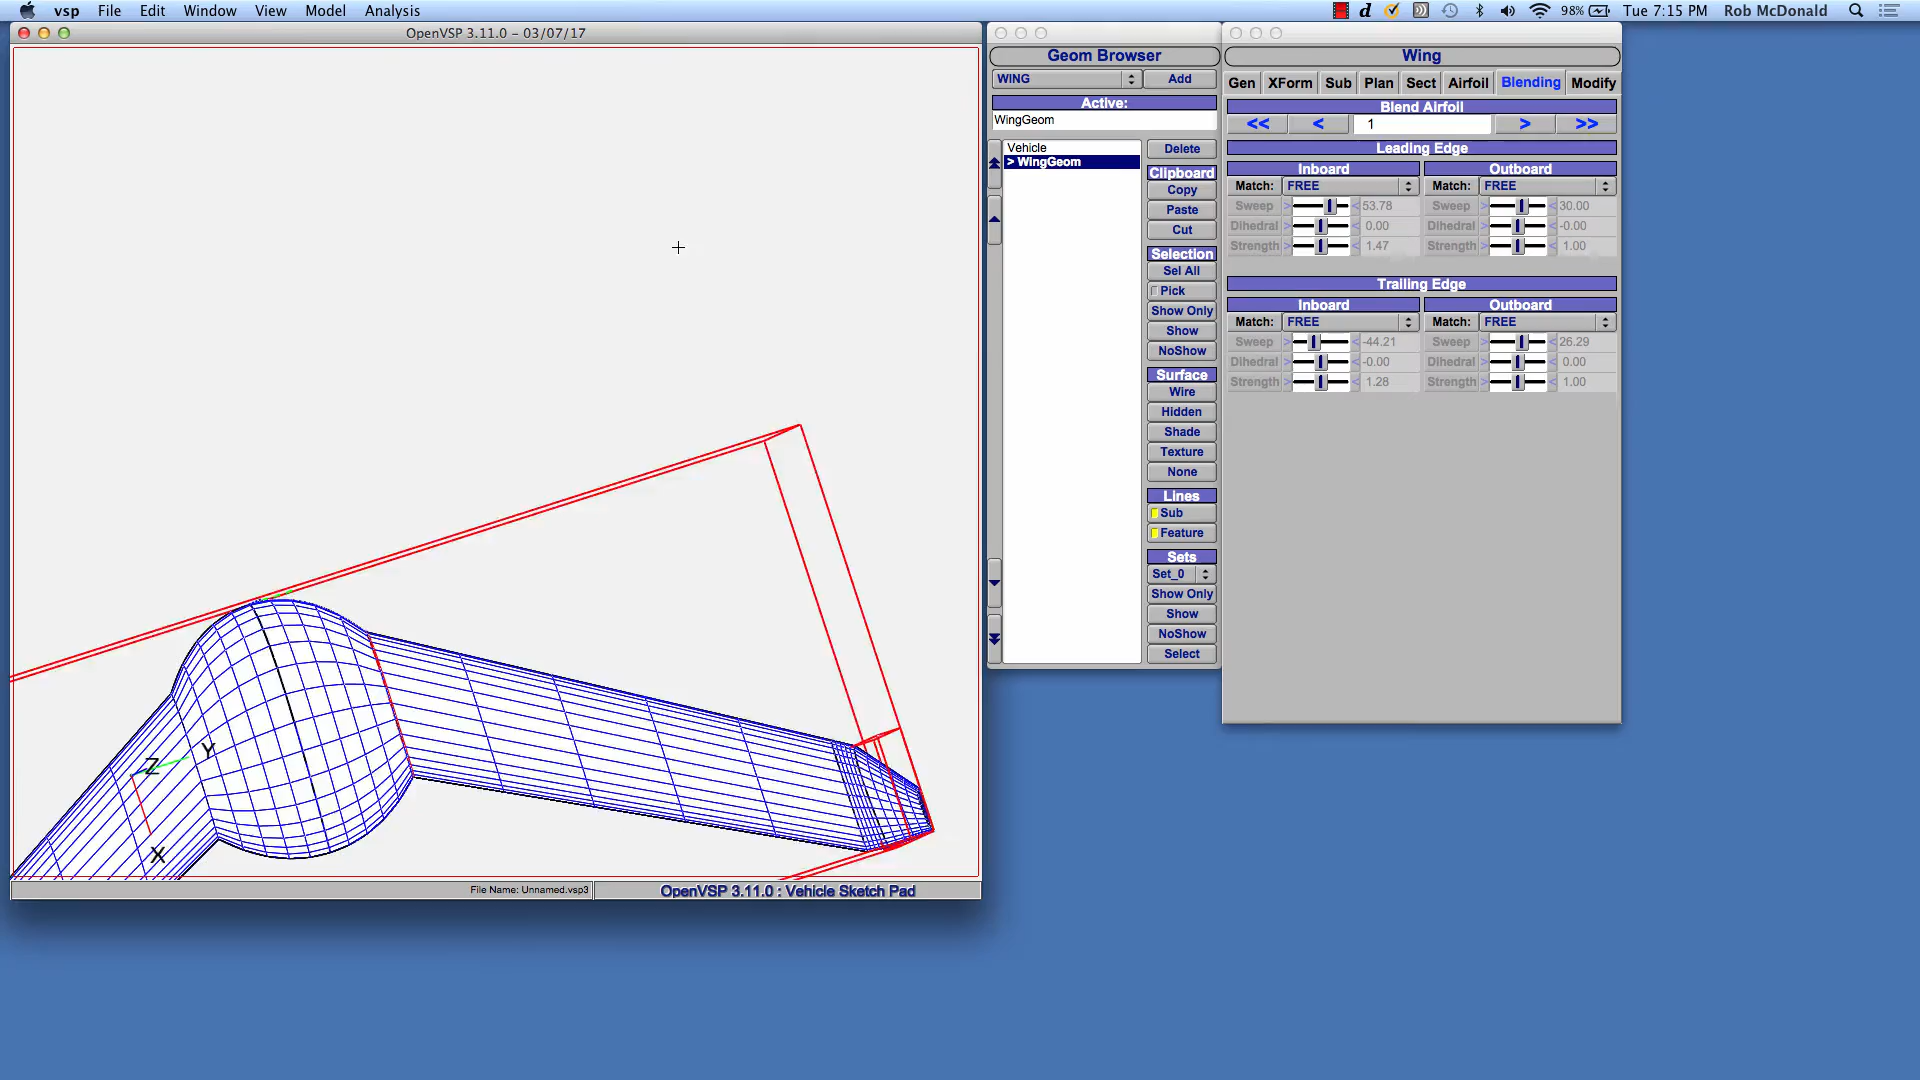 vsp File Edit Window View Model Analysis
98% Tue 7:15 PM Rob McDonald
OpenVSP 3.11.0 - 03/07/17
Y
Z
X
File Name: Unnamed.vsp3
OpenVSP 3.11.0 : Vehicle Sketch Pad
Geom Browser
WING Add
Active:
WingGeom
Vehicle
> WingGeom
Delete
Clipboard
Copy
Paste
Cut
Selection
Sel All
Pick
Show Only
Show
NoShow
Surface
Wire
Hidden
Shade
Texture
None
Lines
Sub
Feature
Sets
Set_0
Show Only
Show
NoShow
Select
Wing
Gen XForm Sub Plan Sect Airfoil Blending Modify
Blend Airfoil
<< < 1 > >>
Leading Edge
Inboard Outboard
Match: FREE Match: FREE
Sweep > < 53.78 Sweep > < 30.00
Dihedral > < 0.00 Dihedral > < -0.00
Strength > < 1.47 Strength > < 1.00
Trailing Edge
Inboard Outboard
Match: FREE Match: FREE
Sweep > < -44.21 Sweep > < 26.29
Dihedral > < -0.00 Dihedral > < 0.00
Strength > < 1.28 Strength > < 1.00